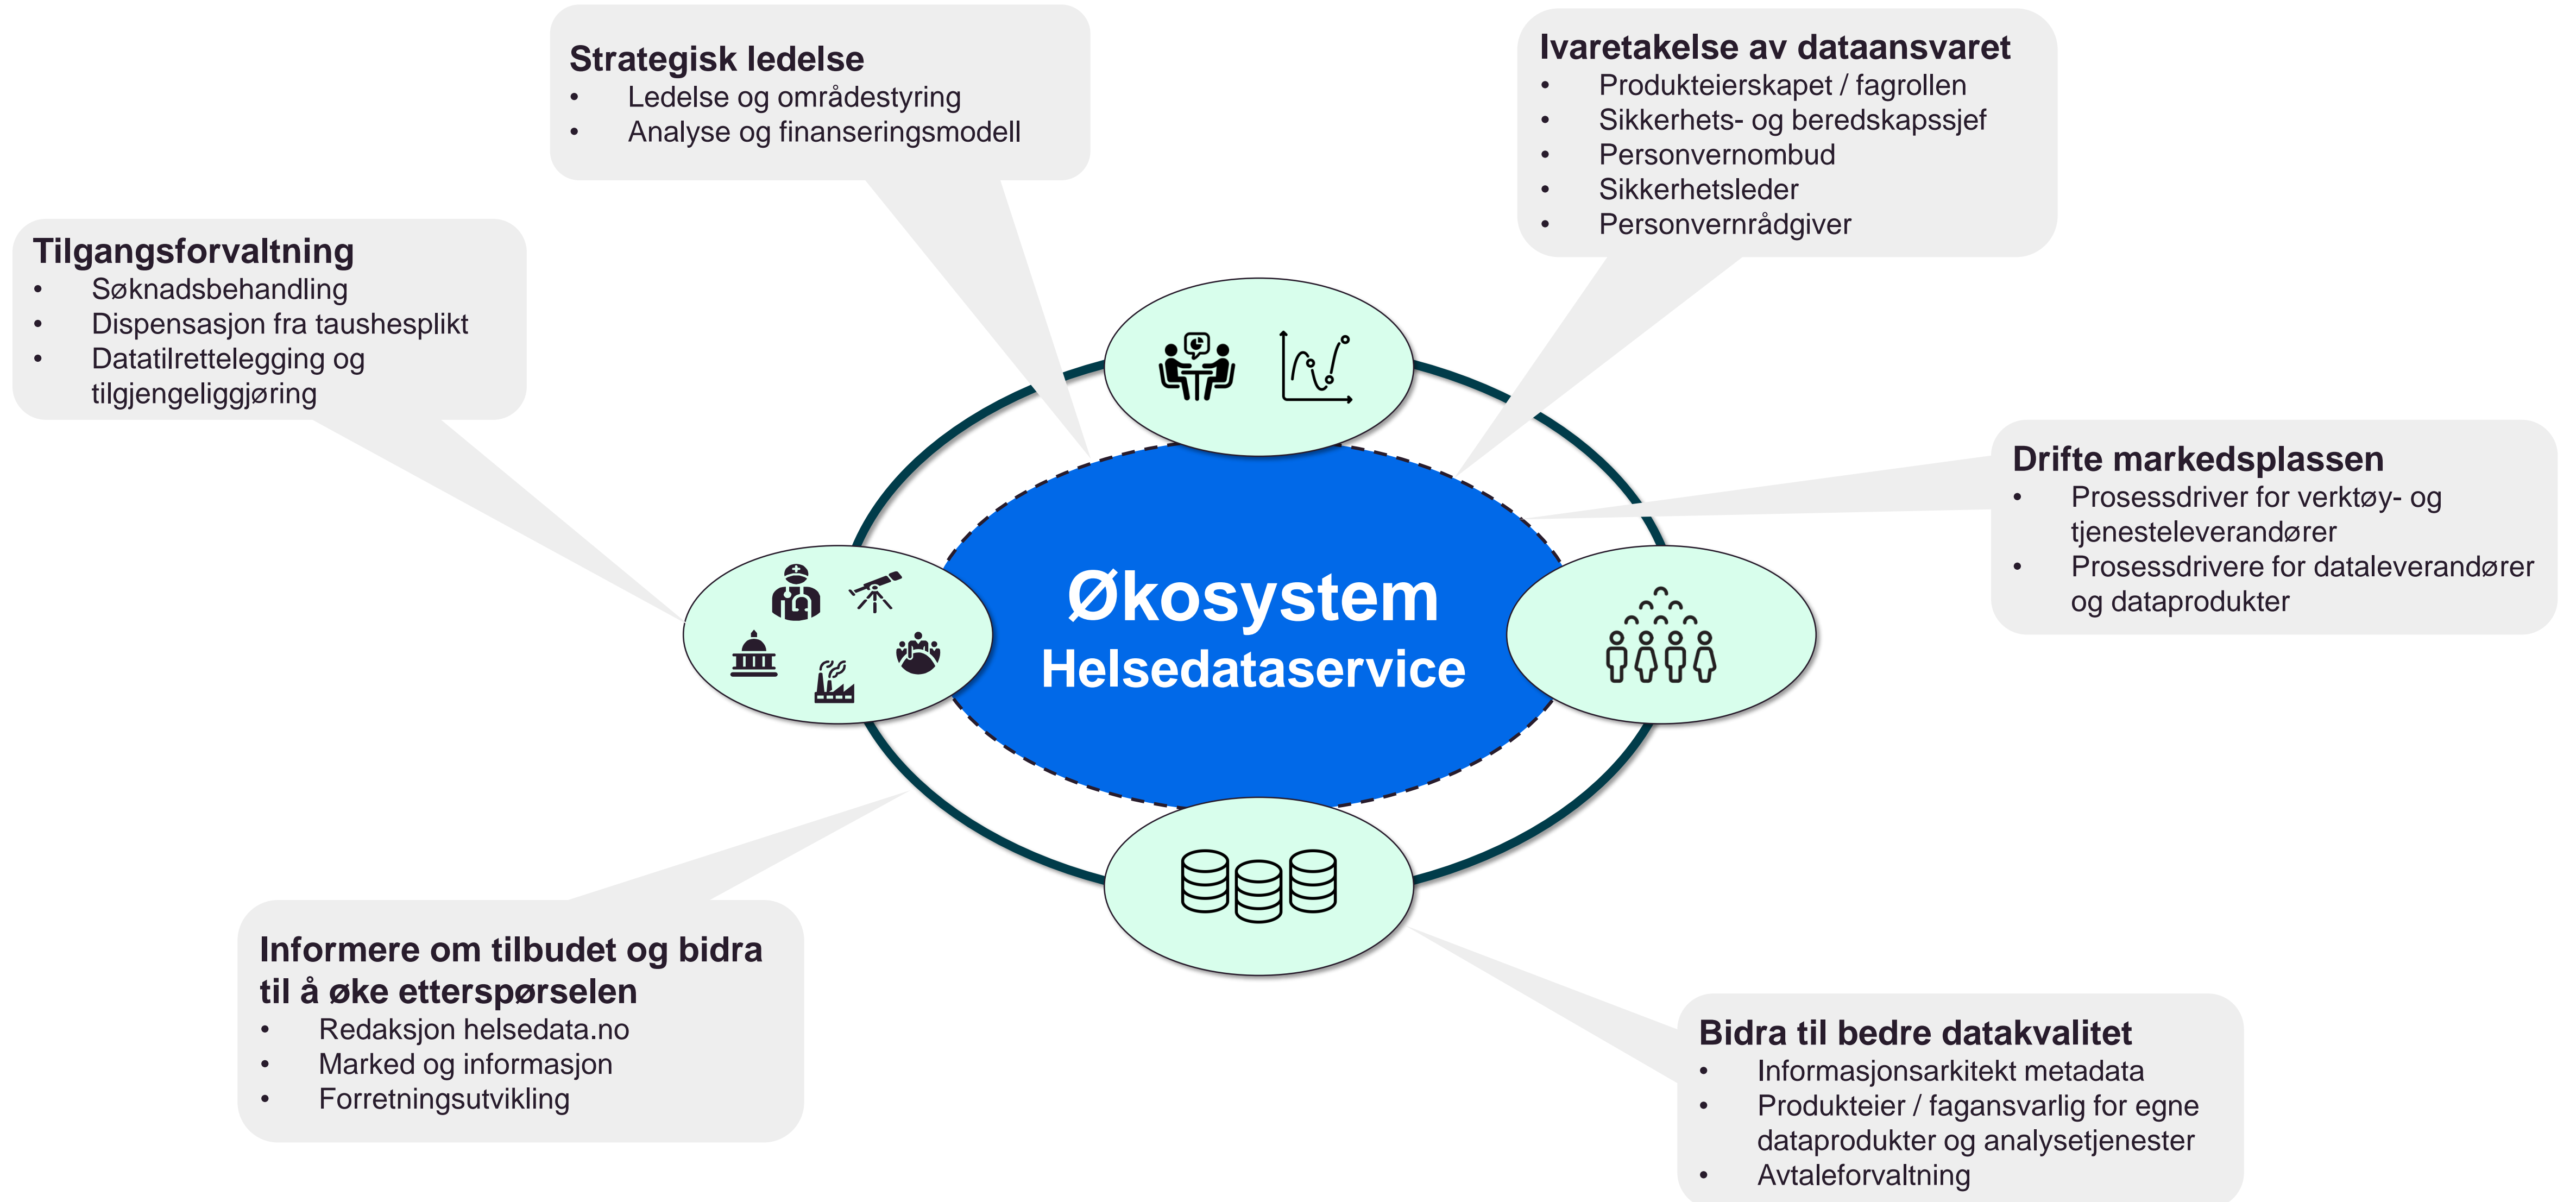 Strategisk ledelse
• Ledelse og områdestyring
• Analyse og finanseringsmodell
Ivaretakelse av dataansvaret
• Produkteierskapet / fagrollen
• Sikkerhets- og beredskapssjef
• Personvernombud
• Sikkerhetsleder
• Personvernrådgiver
Tilgangsforvaltning
• Søknadsbehandling
• Dispensasjon fra taushesplikt
• Datatilrettelegging og
tilgjengeliggjøring
Drifte markedsplassen
• Prosessdriver for verktøy- og
tjenesteleverandører
• Prosessdrivere for dataleverandører
og dataprodukter
Økosystem
Helsedataservice
Informere om tilbudet og bidra
til å øke etterspørselen
• Redaksjon helsedata.no
• Marked og informasjon
• Forretningsutvikling
Bidra til bedre datakvalitet
• Informasjonsarkitekt metadata
• Produkteier / fagansvarlig for egne
dataprodukter og analysetjenester
• Avtaleforvaltning